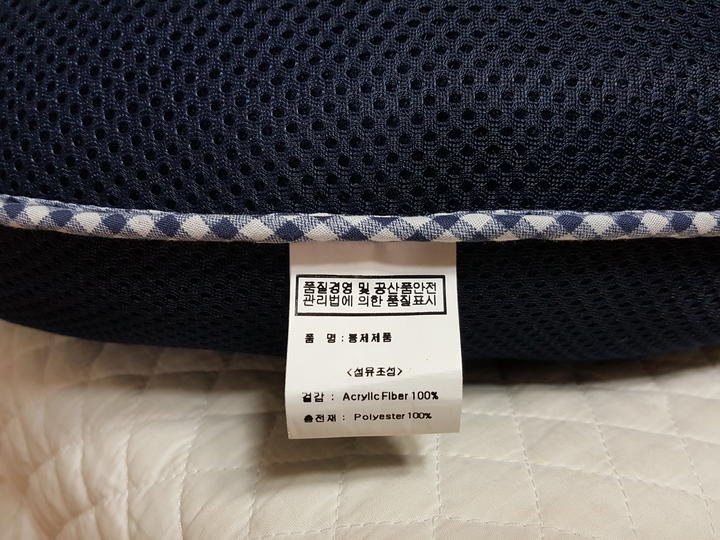 품질경영 및 공산품안전
관리법에 의한 품질표시
품 명 : 룡제제품
<섬유조성>
겉감 : Acrylic Fiber 100%
충전재 : Polyester 100%